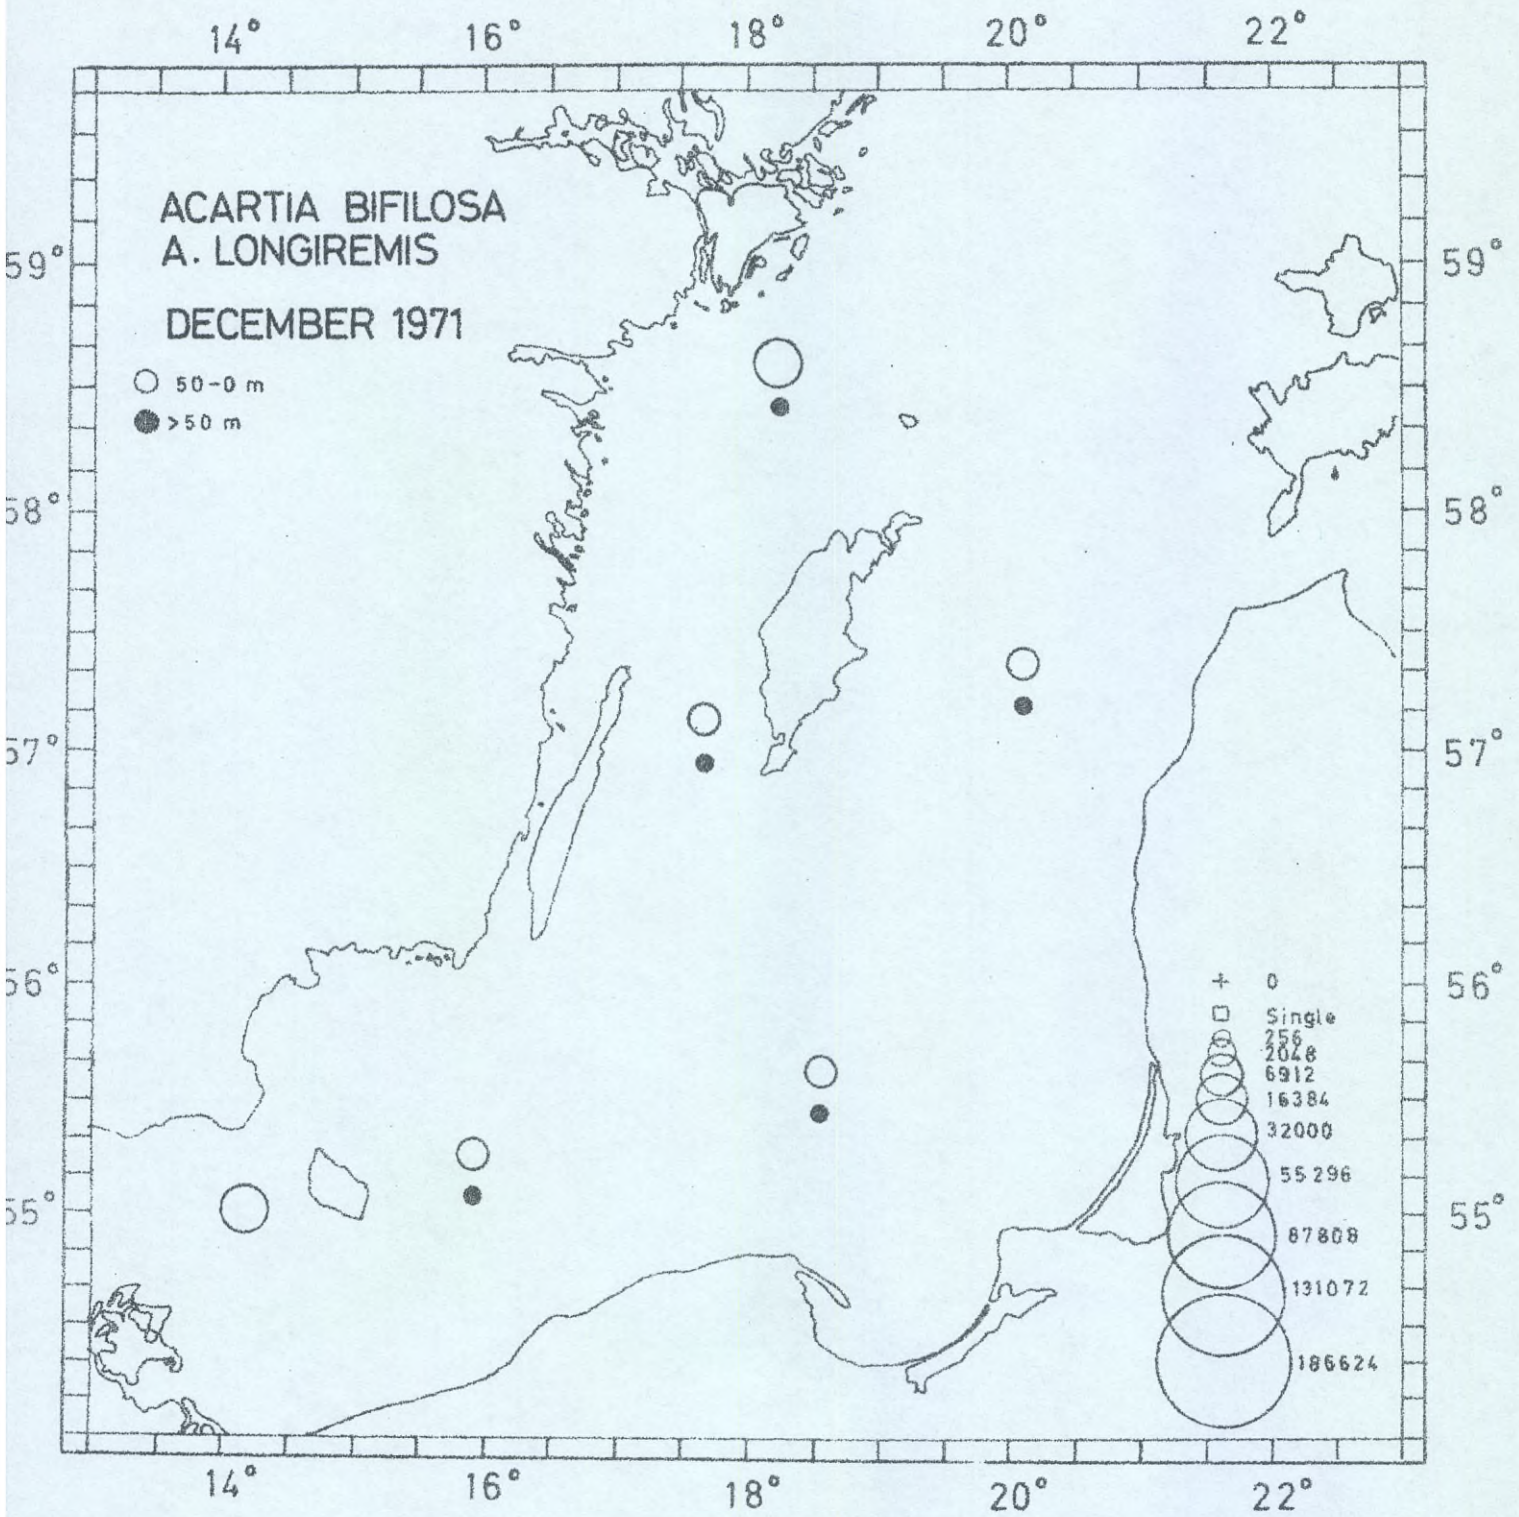 14° 16° 18° 20° 22°
ACARTIA BIFILOSA
A. LONGIREMIS
59° 59°
DECEMBER 1971
50-0 m
>50 m
58° 58°
57° 57°
56° 56°
+ 0
Single
256
2048
6912
16384
32000
55296
55° 55°
87808
131072
186624
14° 16° 18° 20° 22°